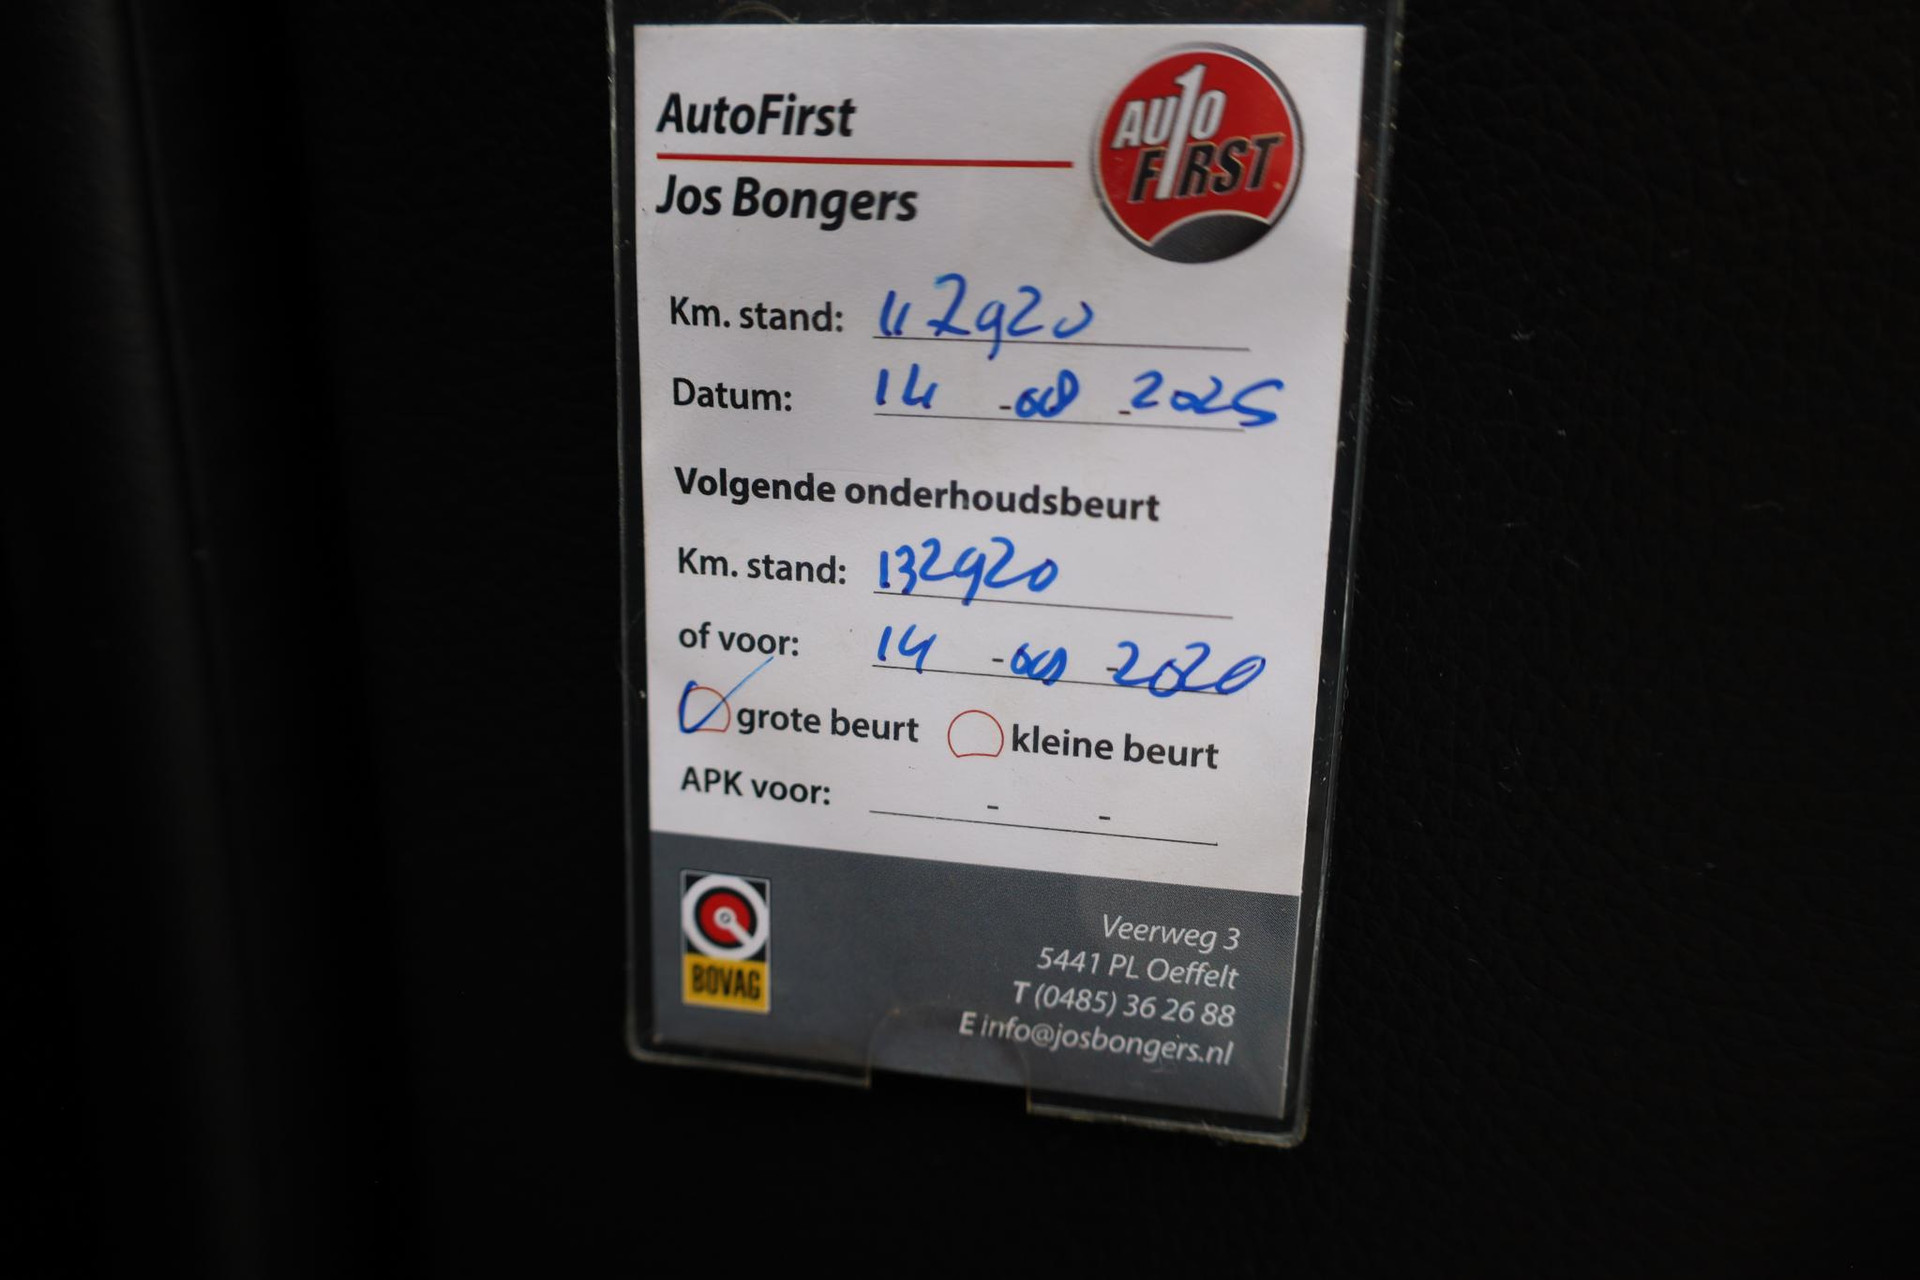 AutoFirst
Jos Bongers
AUTO FIRST
Km. stand: 112920
Datum: 14 - 08 - 2025
Volgende onderhoudsbeurt
Km. stand: 132920
of voor: 14 - 08 - 2020
grote beurt kleine beurt
APK voor: - -
BOVAG
Veerweg 3
5441 PL Oeffelt
T (0485) 36 26 88
E info@josbongers.nl